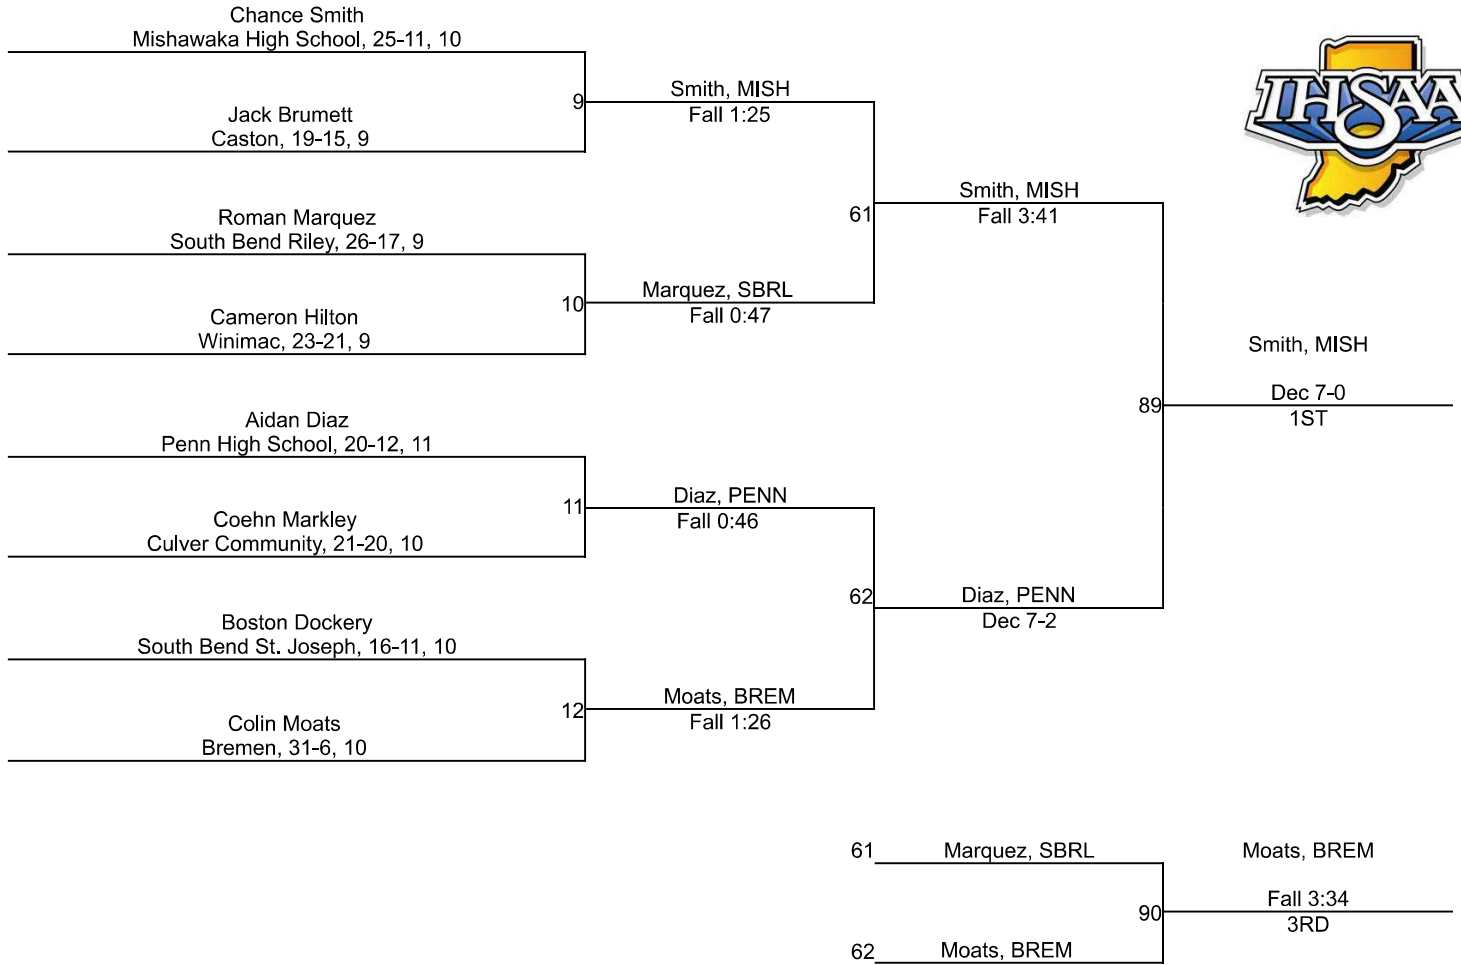 Chance Smith
Mishawaka High School, 25-11, 10
Jack Brumett
Caston, 19-15, 9
Roman Marquez
South Bend Riley, 26-17, 9
Cameron Hilton
Winimac, 23-21, 9
Aidan Diaz
Penn High School, 20-12, 11
Coehn Markley
Culver Community, 21-20, 10
Boston Dockery
South Bend St. Joseph, 16-11, 10
Colin Moats
Bremen, 31-6, 10
9
Smith, MISH
Fall 1:25
10
Marquez, SBRL
Fall 0:47
11
Diaz, PENN
Fall 0:46
12
Moats, BREM
Fall 1:26
61
Smith, MISH
Fall 3:41
62
Diaz, PENN
Dec 7-2
89
Smith, MISH
Dec 7-0
1ST
61
Marquez, SBRL
62
Moats, BREM
90
Moats, BREM
Fall 3:34
3RD
IHSAA